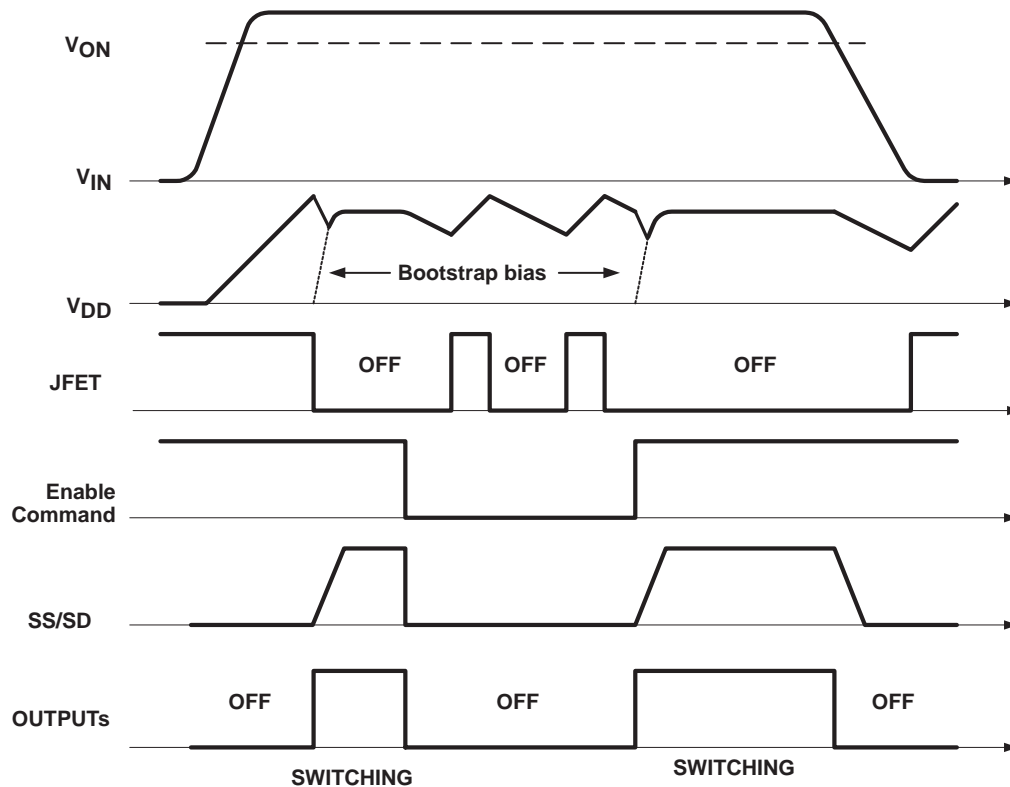 VON
VIN
Bootstrap bias
VDD
OFF
OFF
OFF
JFET
Enable
Command
SS/SD
OFF
OFF
OFF
OUTPUTs
SWITCHING
SWITCHING